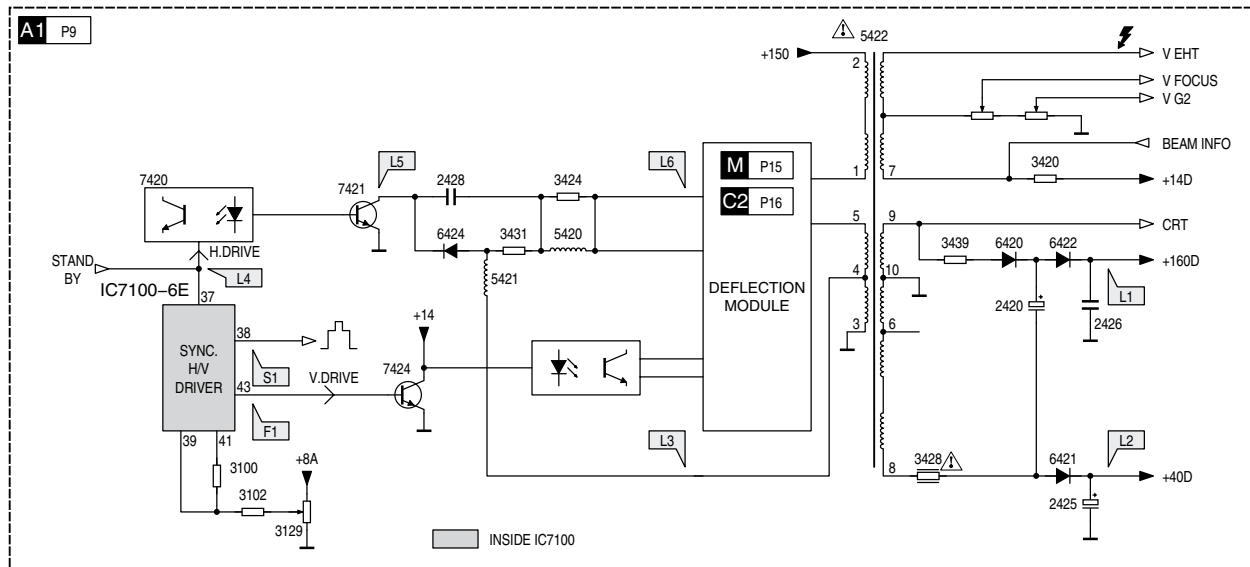 A1 P9
5422
+150
2
V EHT
V FOCUS
V G2
BEAM INFO
L5
L6
M P15
7420
7421
2428
3424
1
7
3420
+14D
C2 P16
5
9
CRT
6424
3431
5420
3439
6420
6422
H.DRIVE
STAND
BY
L4
5421
4
10
+160D
IC7100-6E
DEFLECTION
MODULE
37
L1
+14
2420
3
6
2426
38
SYNC.
H/V
DRIVER
S1
7424
43
V.DRIVE
F1
39
41
L3
L2
+8A
3428
6421
3100
8
+40D
3102
2425
3129
INSIDE IC7100